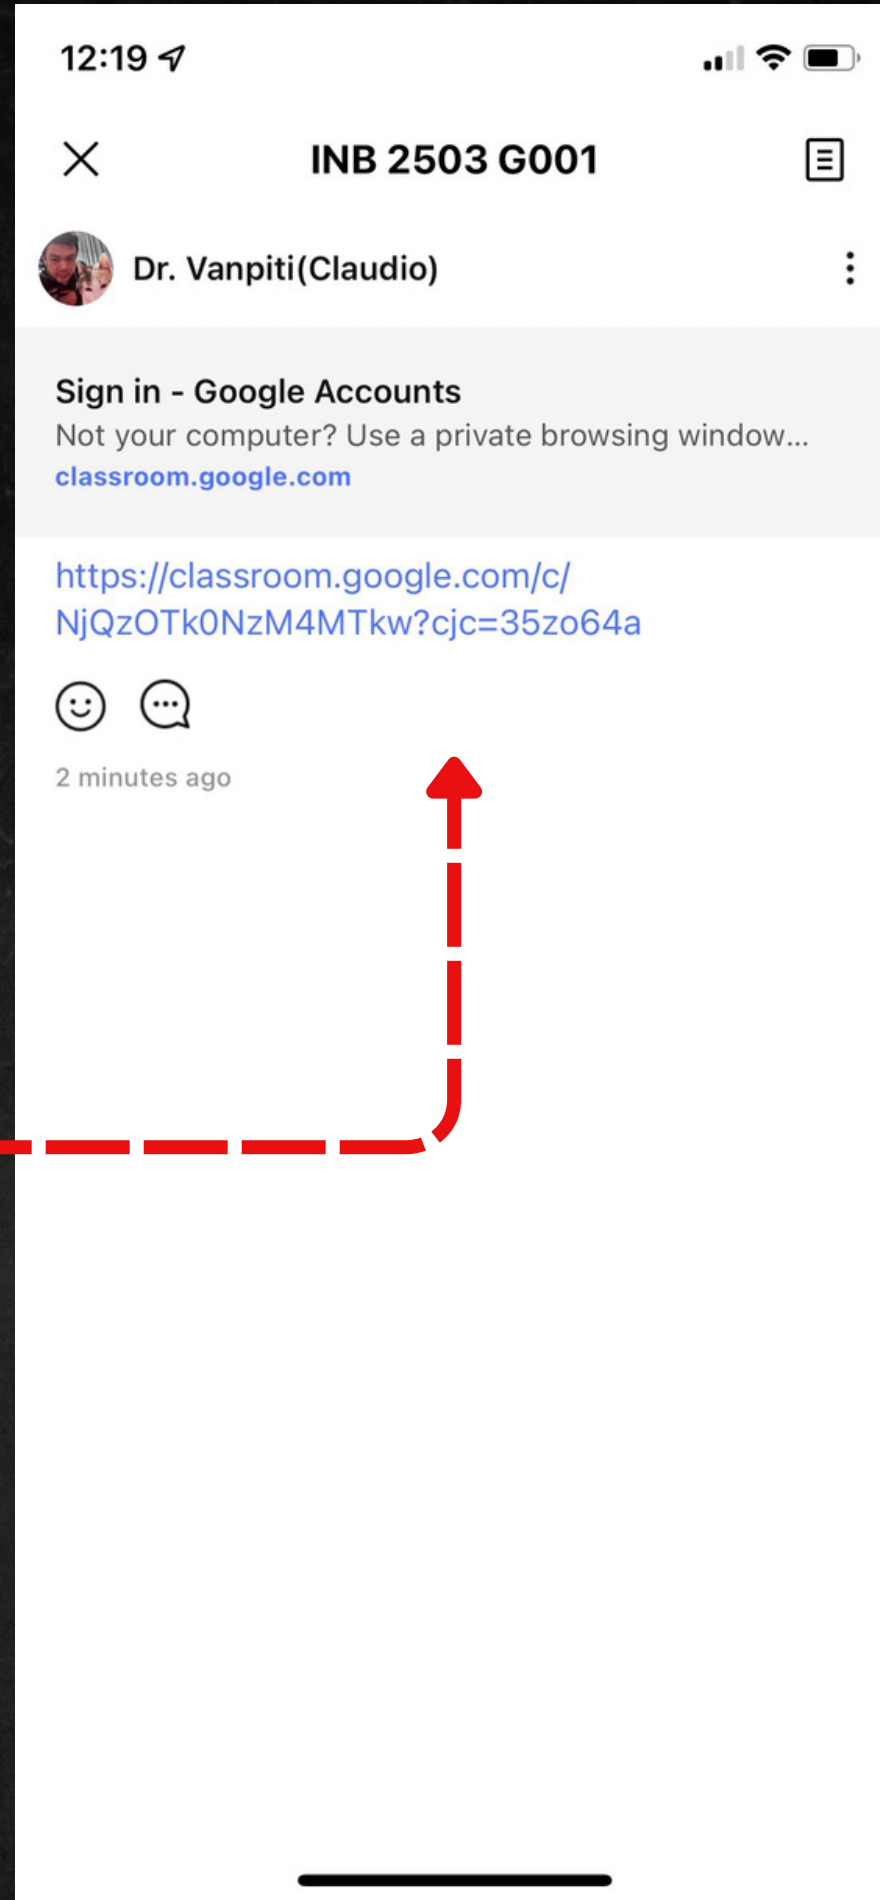 12:19
INB 2503 G001
Dr. Vanpiti(Claudio)
Sign in - Google Accounts
Not your computer? Use a private browsing window...
classroom.google.com
https://classroom.google.com/c/
NjQzOTk0NzM4MTkw?cjc=35zo64a
2 minutes ago